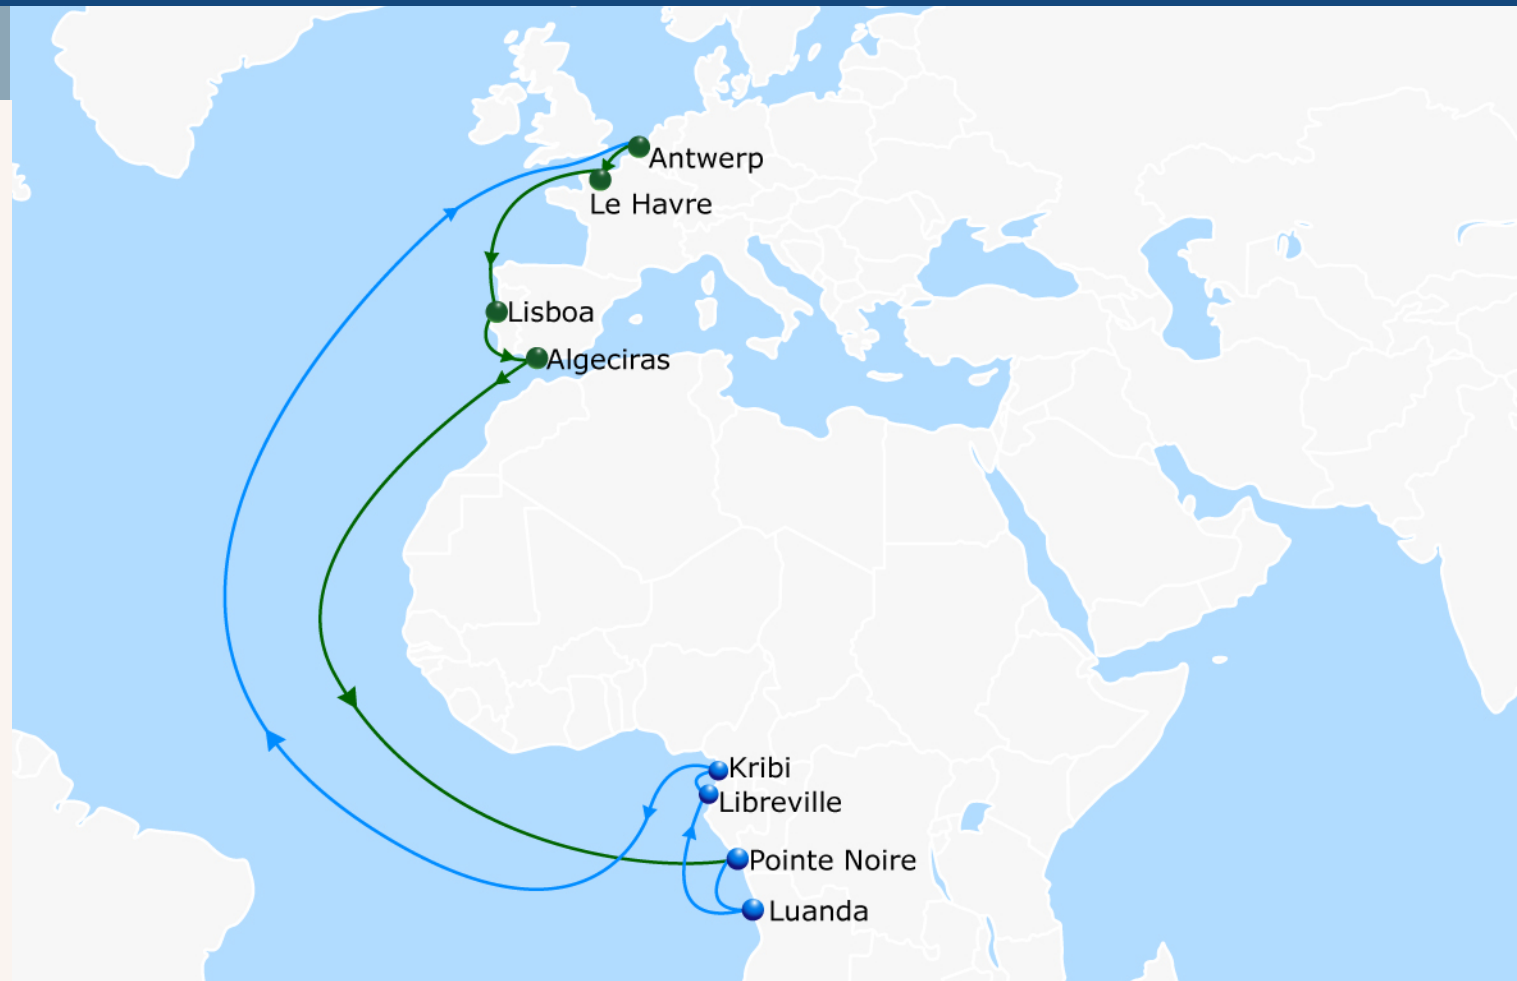 Antwerp
Le Havre
Lisboa
Algeciras
Kribi
Libreville
Pointe Noire
Luanda